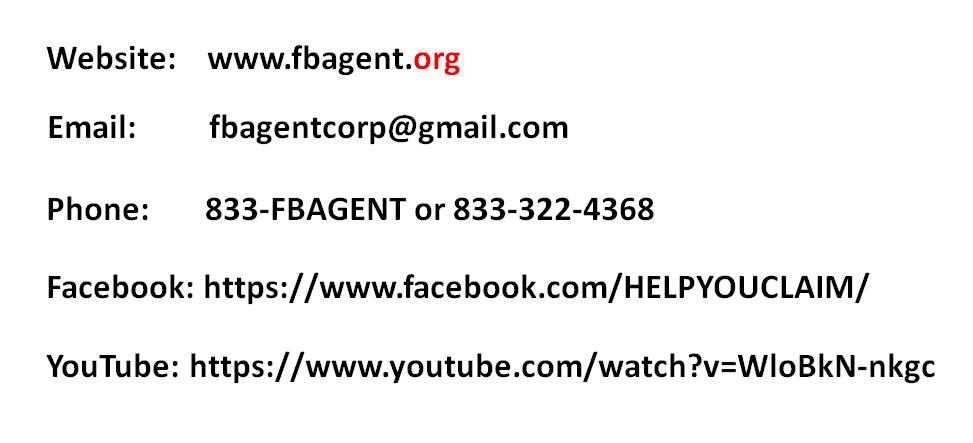 Website: www.fbagent.org
Email: fbagentcorp@gmail.com
Phone: 833-FBAGENT or 833-322-4368
Facebook: https://www.facebook.com/HELPYOUCLAIM/
YouTube: https://www.youtube.com/watch?v=WloBkN-nkgc